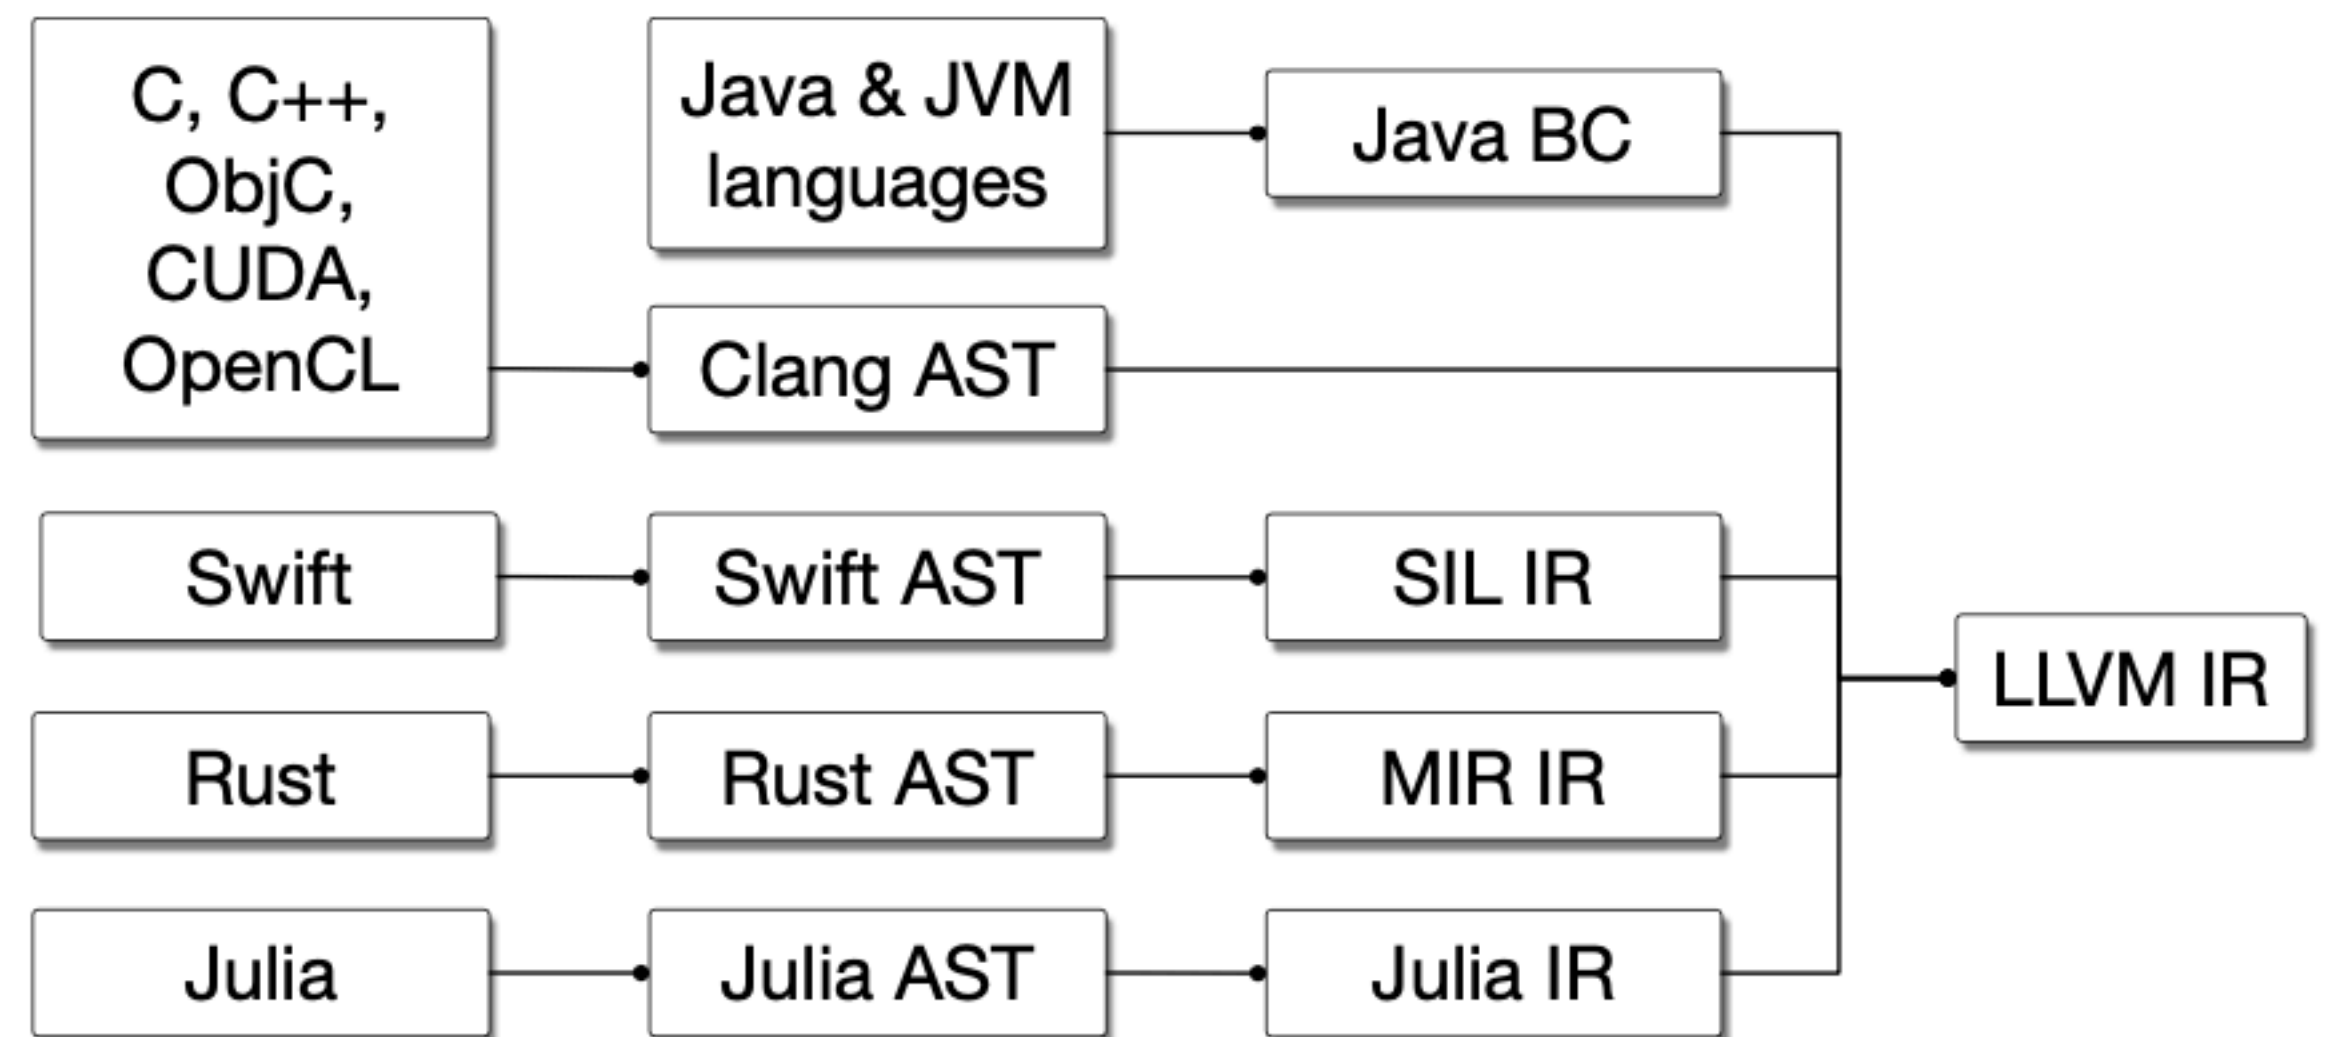 C, C++,
ObjC,
CUDA,
OpenCL
Java & JVM
languages
Java BC
Clang AST
Swift
Swift AST
SIL IR
LLVM IR
Rust
Rust AST
MIR IR
Julia
Julia AST
Julia IR